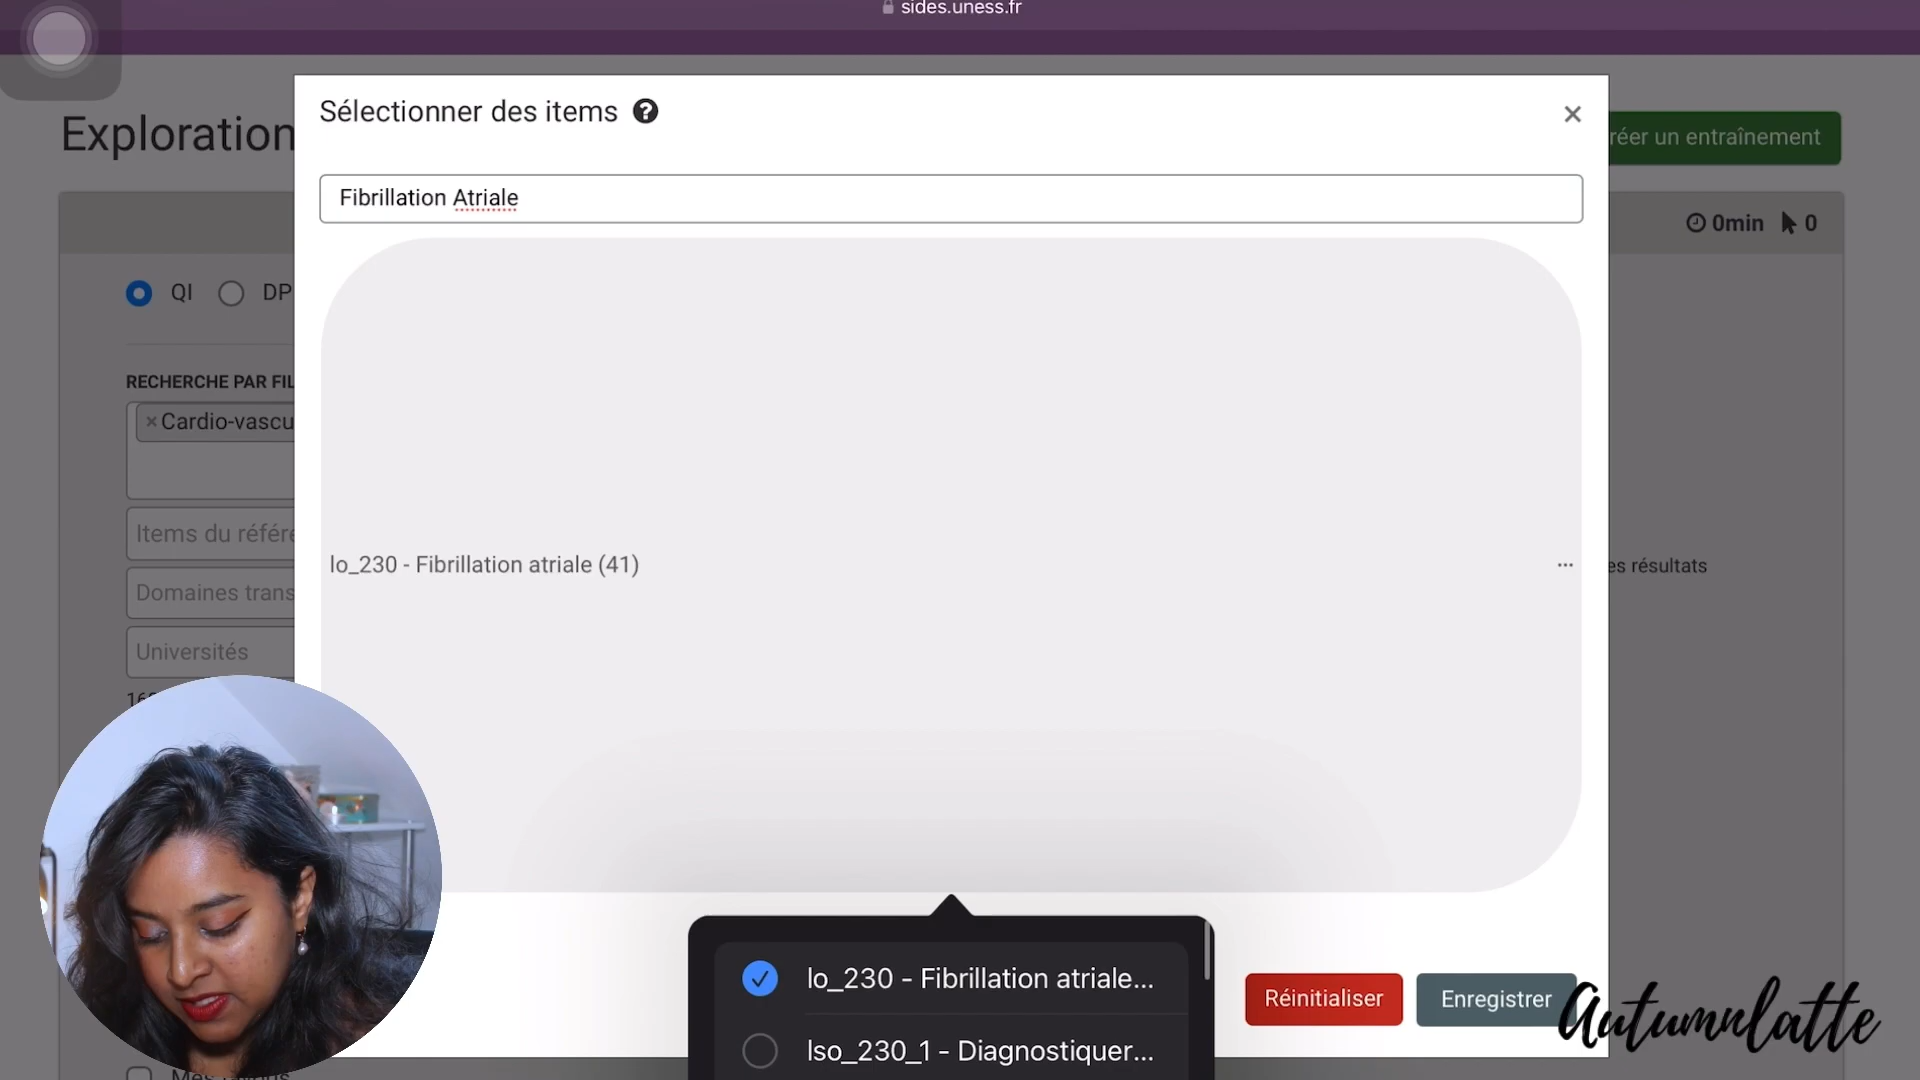 sides.uness.fr
Sélectionner des items ?
×
Exploration
réer un entraînement
Fibrillation Atriale
0min 0
QI DP
RECHERCHE PAR FIL
×Cardio-vascu
Items du référe
lo_230 - Fibrillation atriale (41)
...
es résultats
Domaines trans
Universités
lo_230 - Fibrillation atriale...
lso_230_1 - Diagnostiquer...
Réinitialiser
Enregistrer
Autumnlatte